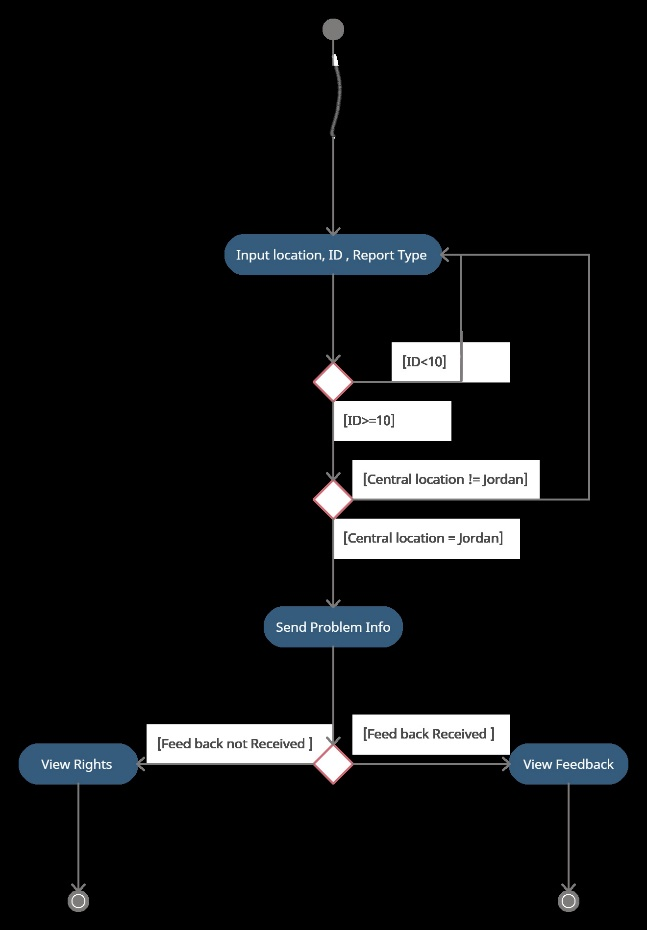 Input location, ID , Report Type
[ID<10]
[ID>=10]
[Central location != Jordan]
[Central location = Jordan]
Send Problem Info
[Feed back Received ]
[Feed back not Received ]
View Rights
View Feedback